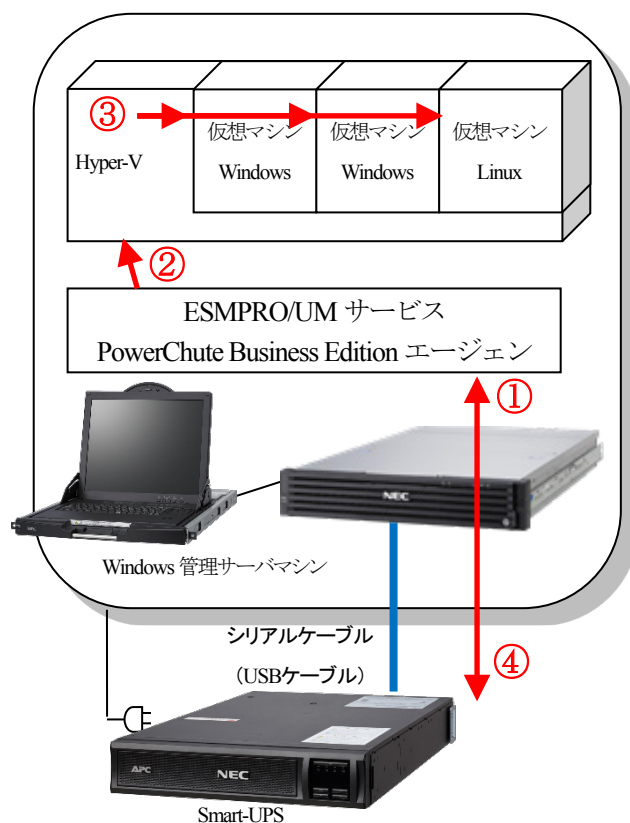 ③
Hyper-V
仮想マシン
Windows
仮想マシン
Windows
仮想マシン
Linux
②
ESMPRO/UM サービス
PowerChute Business Edition エージェン
①
NEC
Windows 管理サーバマシン
シリアルケーブル
（USBケーブル）
④
APC
NEC
Smart-UPS